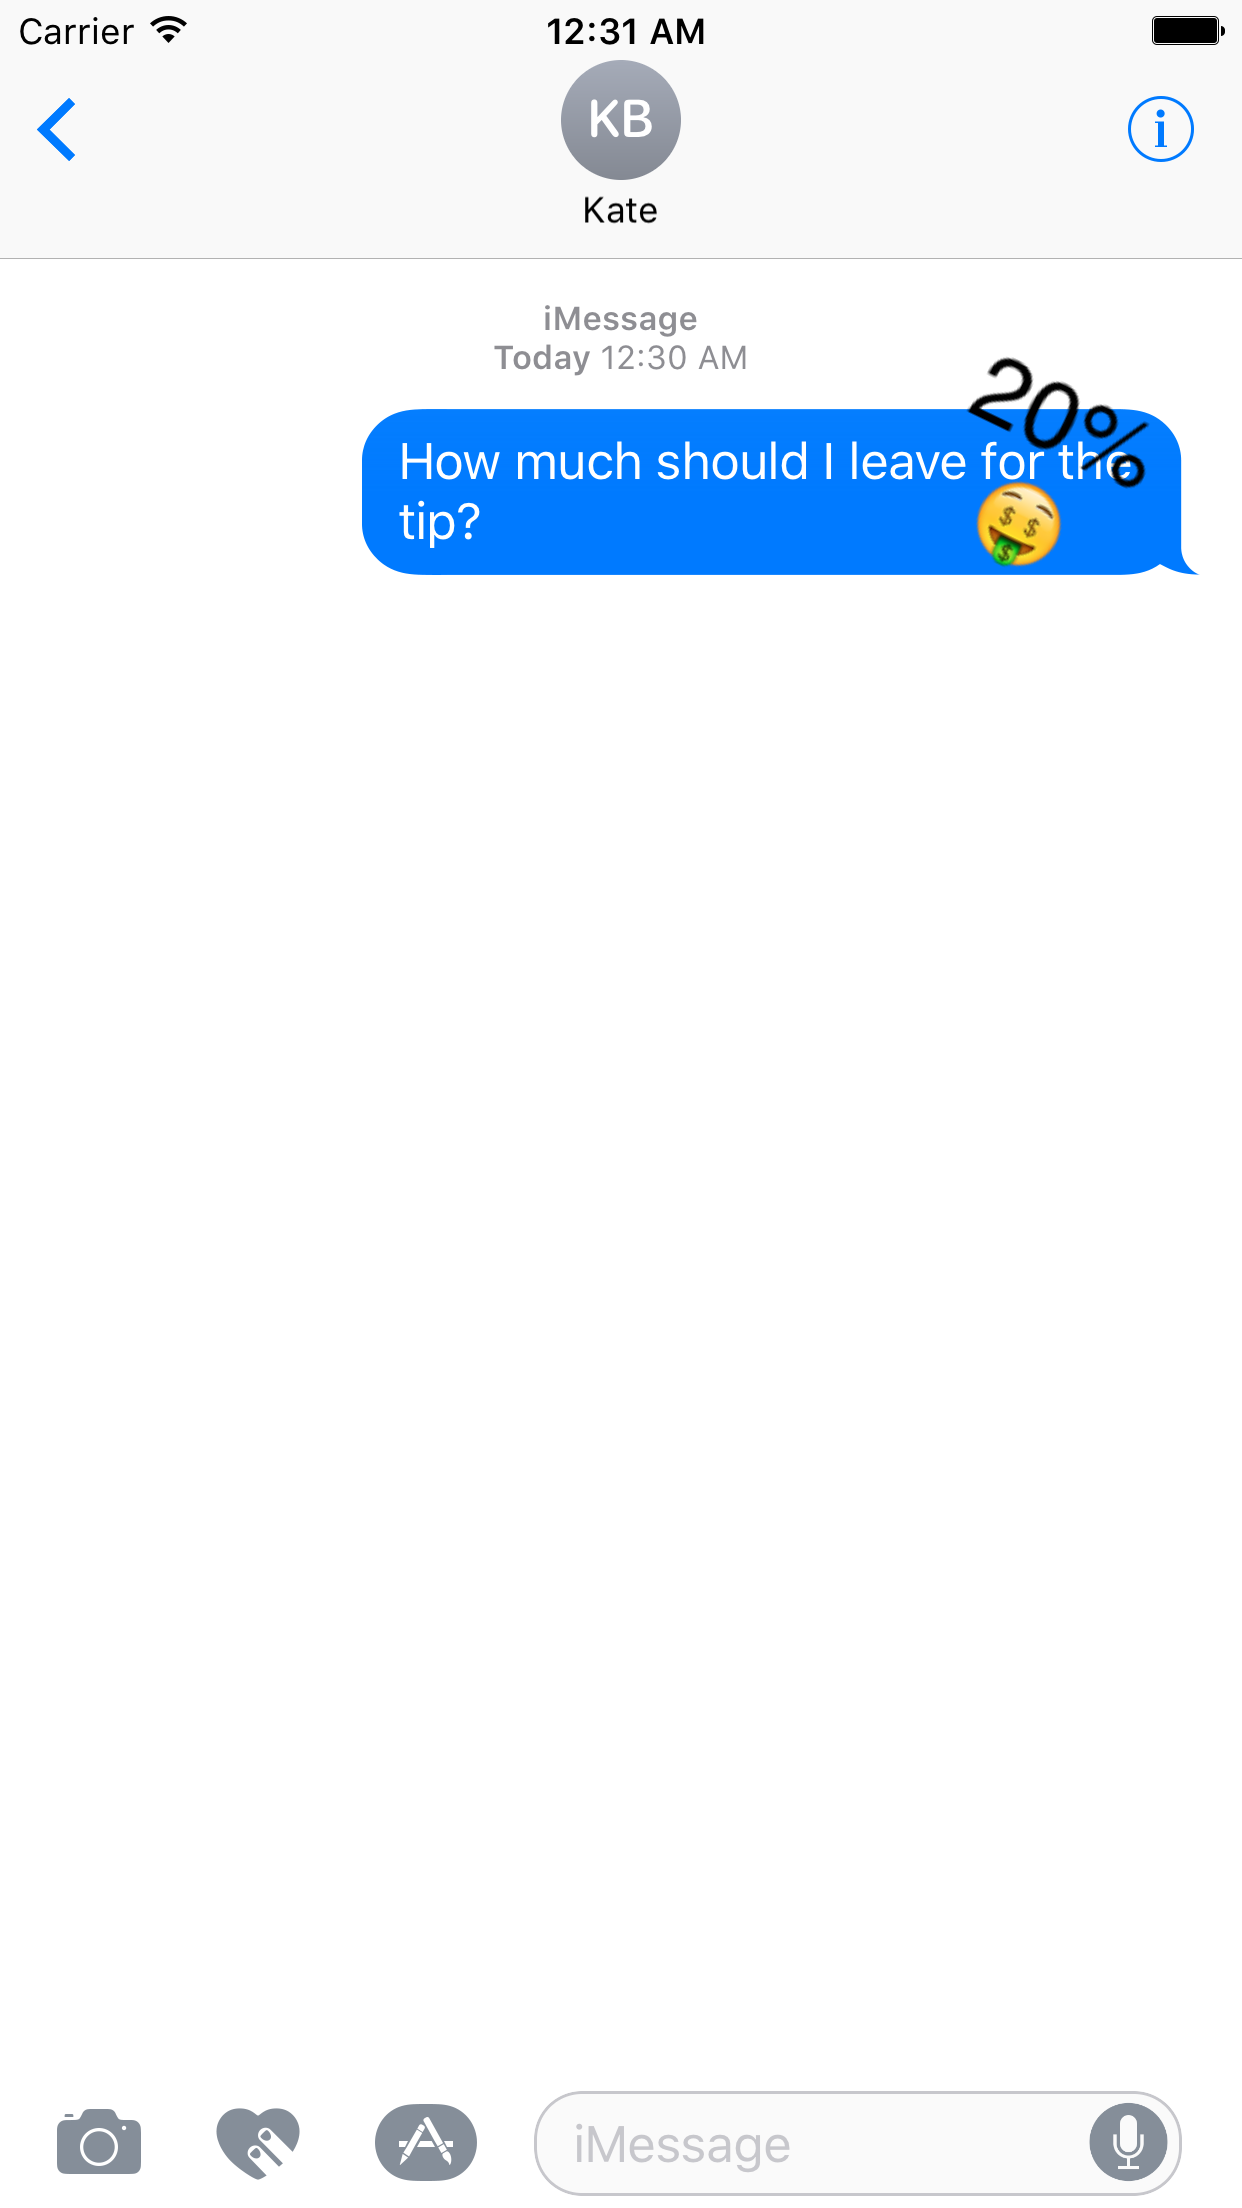 Carrier 12:31 AM
KB
Kate
iMessage
Today 12:30 AM
20%
How much should I leave for the
tip?
iMessage